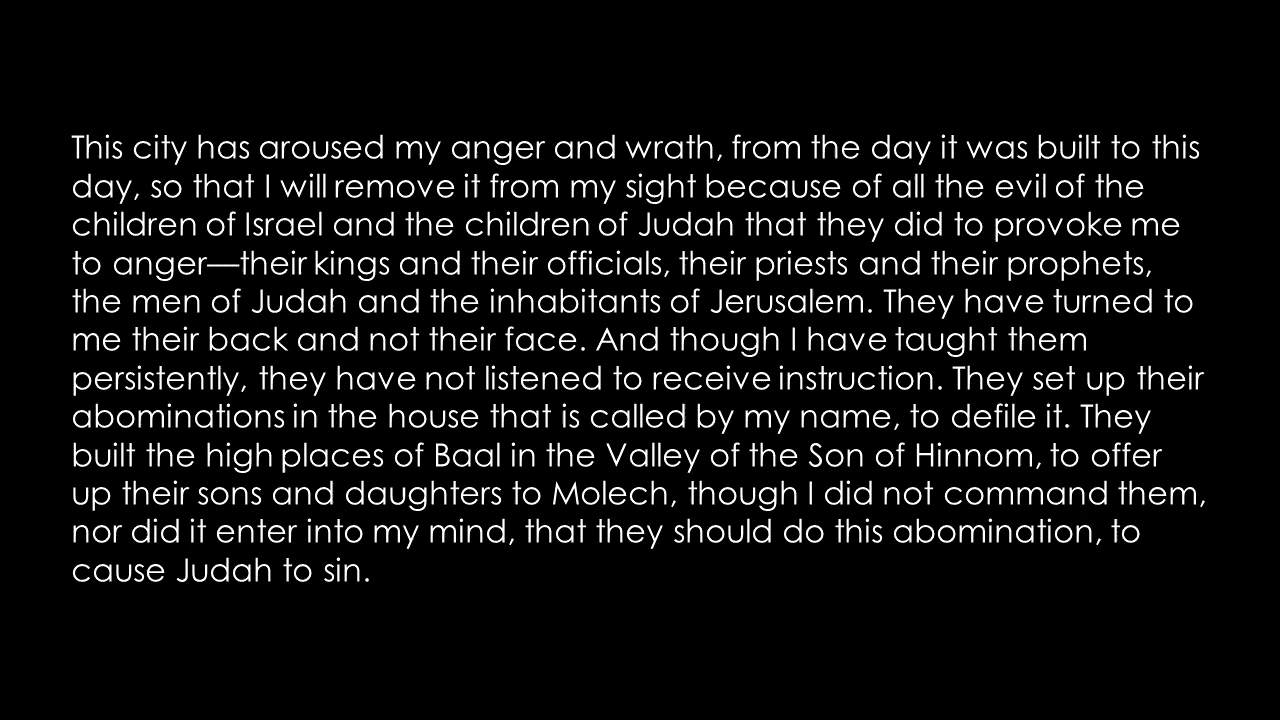 This city has aroused my anger and wrath, from the day it was built to this
day, so that I will remove it from my sight because of all the evil of the
children of Israel and the children of Judah that they did to provoke me
to anger—their kings and their officials, their priests and their prophets,
the men of Judah and the inhabitants of Jerusalem. They have turned to
me their back and not their face. And though I have taught them
persistently, they have not listened to receive instruction. They set up their
abominations in the house that is called by my name, to defile it. They
built the high places of Baal in the Valley of the Son of Hinnom, to offer
up their sons and daughters to Molech, though I did not command them,
nor did it enter into my mind, that they should do this abomination, to
cause Judah to sin.